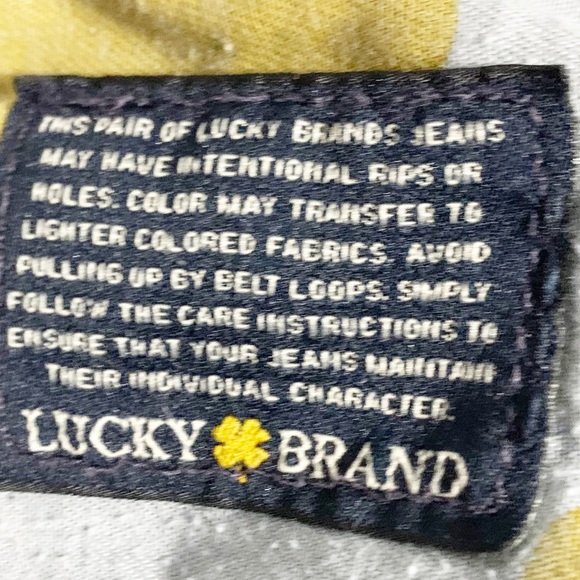 THIS PAIR OF LUCKY BRANDS JEANS
MAY HAVE INTENTIONAL RIPS OR
HOLES. COLOR MAY TRANSFER TO
LIGHTER COLORED FABRICS. AVOID
PULLING UP BY BELT LOOPS. SIMPLY
FOLLOW THE CARE INSTRUCTIONS TO
ENSURE THAT YOUR JEANS MAINTAIN
THEIR INDIVIDUAL CHARACTER.
LUCKY BRAND